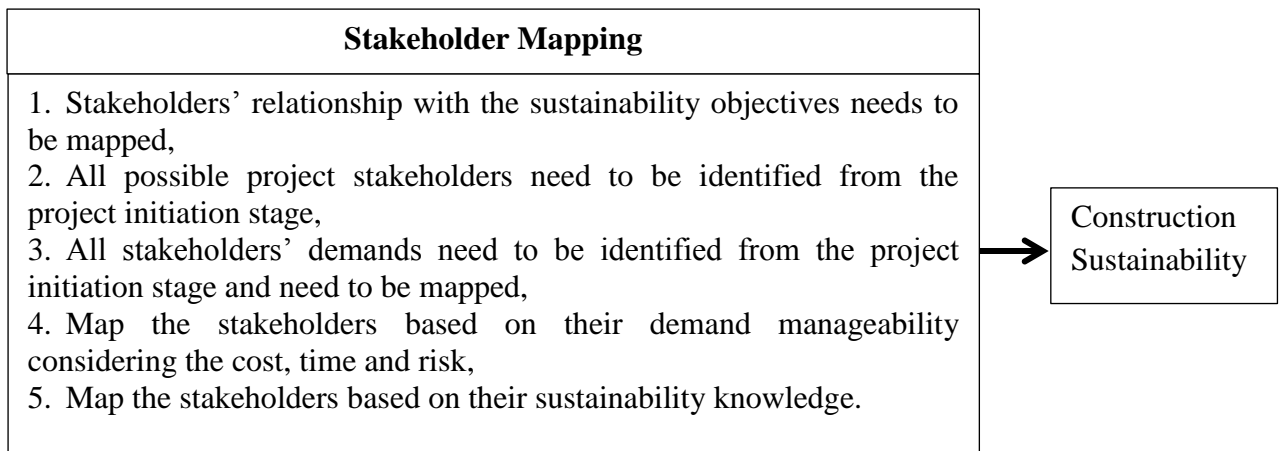 Stakeholder Mapping
1. Stakeholders’ relationship with the sustainability objectives needs to
be mapped,
2. All possible project stakeholders need to be identified from the
project initiation stage,
3. All stakeholders’ demands need to be identified from the project
initiation stage and need to be mapped,
4. Map the stakeholders based on their demand manageability
considering the cost, time and risk,
5. Map the stakeholders based on their sustainability knowledge.
Construction
Sustainability